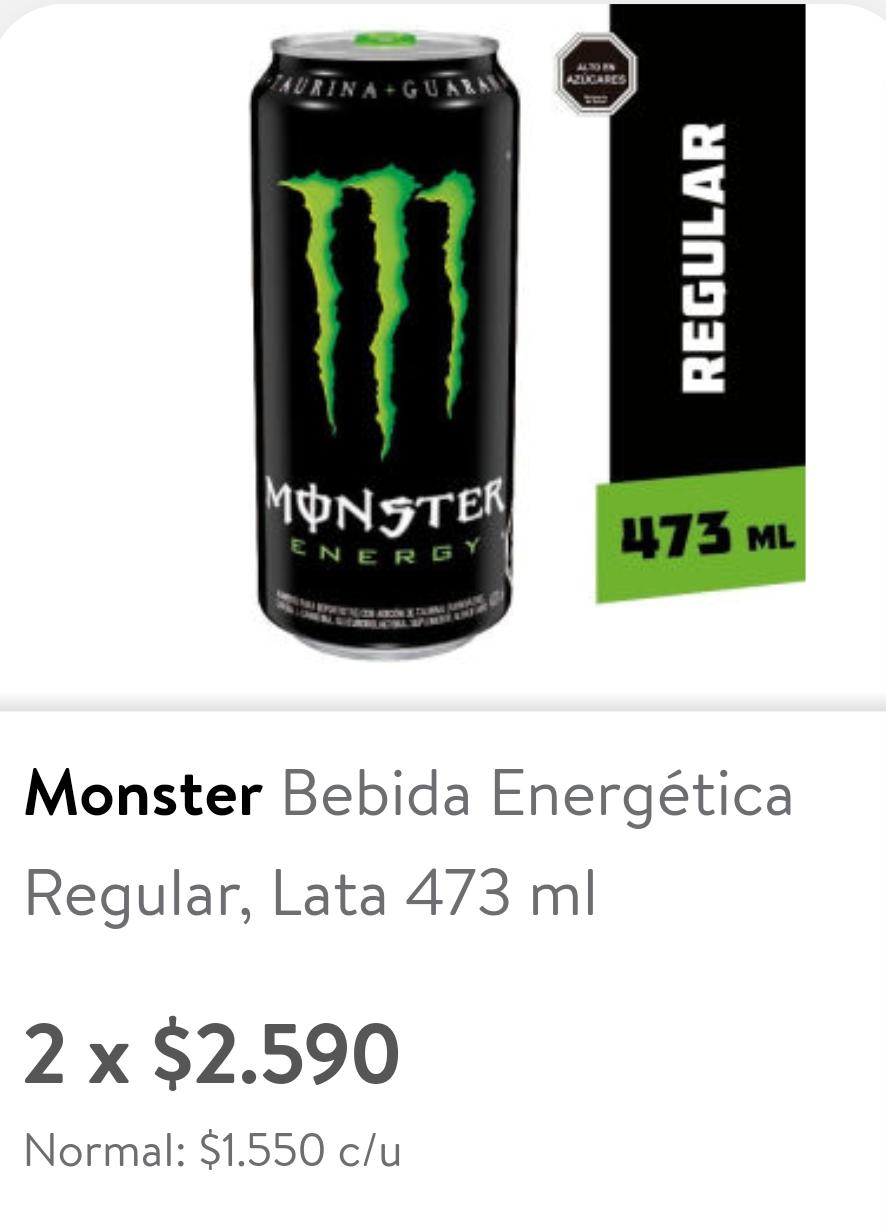 TAURINA + GUARAN
ALTO EN
AZÚCARES
REGULAR
MONSTER
ENERGY
473 ML
Monster Bebida Energética
Regular, Lata 473 ml
2 x $2.590
Normal: $1.550 c/u